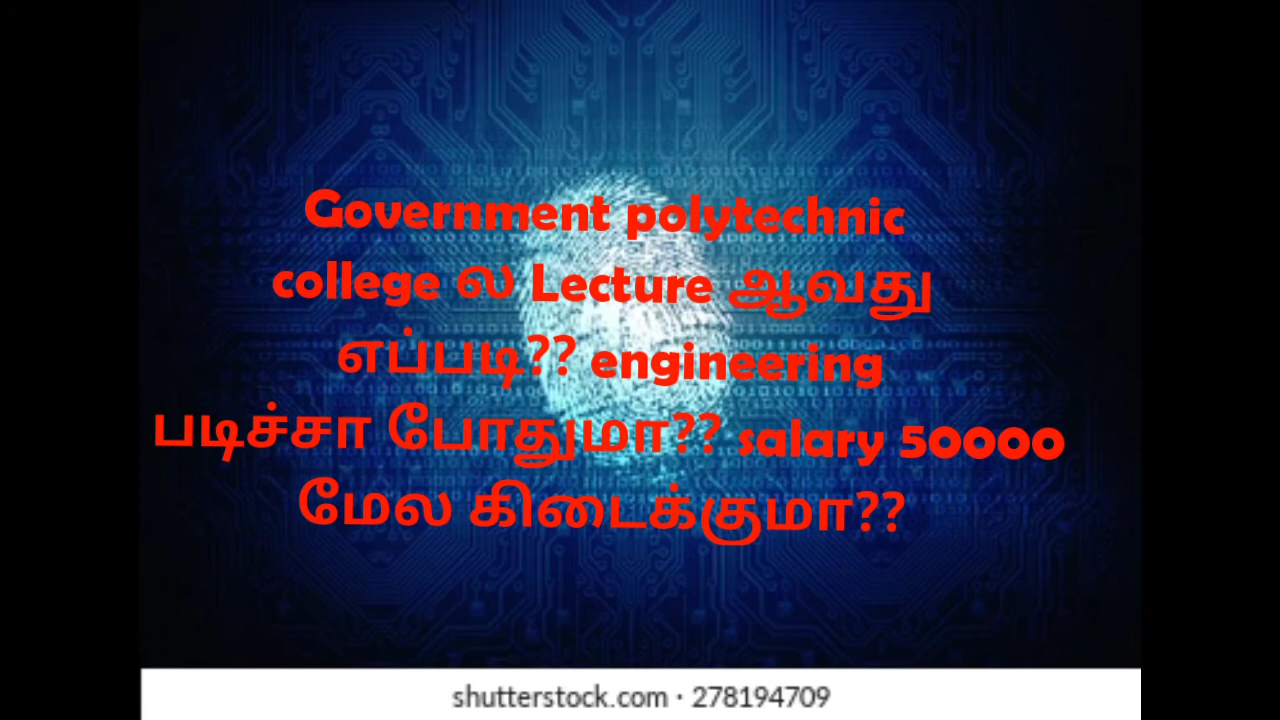 Government polytechnic
college ல Lecture ஆவது
எப்படி?? engineering
படிச்சா போதுமா?? salary 50000
மேல கிடைக்குமா??
shutterstock.com · 278194709